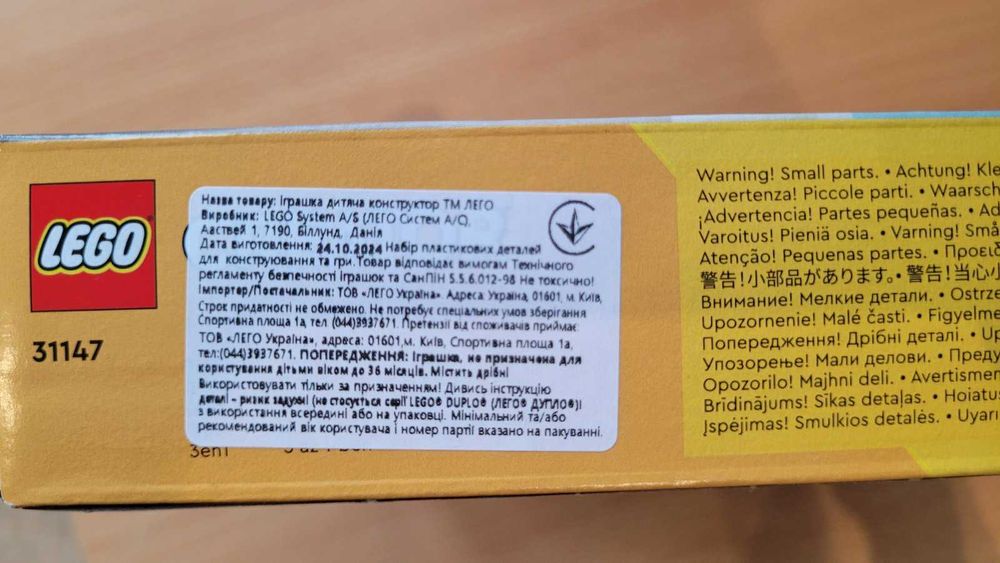 LEGO
31147
Назва товару: Іграшка дитяча конструктор ТМ ЛЕГО
Виробник: LEGO System A/S (ЛЕГО Систем А/С),
Ааствей 1, 7190, Біллунд, Данія
Дата виготовлення: 24.10.2024 Набір пластикових деталей
для конструювання та гри. Товар відповідає вимогам Технічного
регламенту безпечності Іграшок та СанПІН 5.5.6.012-98 Не токсично!
Імпортер/Постачальник: ТОВ «ЛЕГО Україна». Адреса: Україна, 01601, м. Київ,
Строк придатності не обмежено. Не потребує спеціальних умов зберігання
Спортивна площа 1а, тел. (044)3937671. Претензії від споживачів приймає:
ТОВ «ЛЕГО Україна», адреса: 01601, м. Київ, Спортивна площа 1а,
тел:(044)3937671. ПОПЕРЕДЖЕННЯ: Іграшка, не призначена для
користування дітьми віком до 36 місяців. Містить дрібні
Використовувати тільки за призначенням! Дивись інструкцію
деталі - ризик задухи! (не стосується серії LEGO® DUPLO® (ЛЕГО® ДУПЛО®)!
з використання всередині або на упаковці. Мінімальний та/або
рекомендований вік користувача і номер партії вказано на пакуванні.
Warning! Small parts. • Achtung! Kle
Avvertenza! Piccole parti. • Waarsch
¡Advertencia! Partes pequeñas. • Ad
Varoitus! Pieniä osia. • Varning! Små
Atenção! Pequenas partes. • Προειδ
警告!小部品があります。• 警告!当心小
Внимание! Мелкие детали. • Ostrze
Upozornenie! Malé časti. • Figyelme
Попередження! Дрібні деталі. • Up
Упозорење! Мали делови. • Преду
Opozorilo! Majhni deli. • Avertismen
Brīdinājums! Sīkas detaļas. • Hoiatus
Įspėjimas! Smulkios detalės. • Uyarı